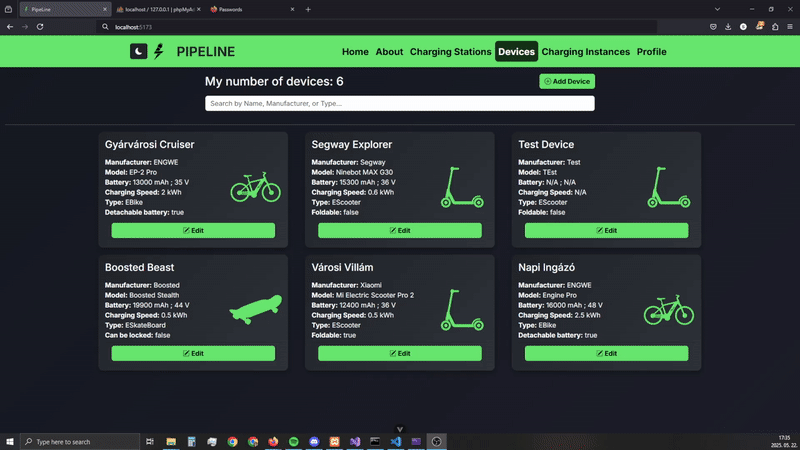 PipeLine
localhost / 127.0.0.1 | phpMyAd
Passwords
localhost:5173
PIPELINE
Home About Charging Stations Devices Charging Instances Profile
My number of devices: 6
Add Device
Search by Name, Manufacturer, or Type...
Gyárvárosi Cruiser
Manufacturer: ENGWE
Model: EP-2 Pro
Battery: 13000 mAh ; 35 V
Charging Speed: 2 kWh
Type: EBike
Detachable battery: true
Edit
Segway Explorer
Manufacturer: Segway
Model: Ninebot MAX G30
Battery: 15300 mAh ; 36 V
Charging Speed: 0.6 kWh
Type: EScooter
Foldable: false
Edit
Test Device
Manufacturer: Test
Model: TEst
Battery: N/A ; N/A
Charging Speed: N/A
Type: EScooter
Foldable: false
Edit
Boosted Beast
Manufacturer: Boosted
Model: Boosted Stealth
Battery: 19900 mAh ; 44 V
Charging Speed: 0.5 kWh
Type: ESkateBoard
Can be locked: false
Edit
Városi Villám
Manufacturer: Xiaomi
Model: Mi Electric Scooter Pro 2
Battery: 12400 mAh ; 36 V
Charging Speed: 0.5 kWh
Type: EScooter
Foldable: true
Edit
Napi Ingázó
Manufacturer: ENGWE
Model: Engine Pro
Battery: 16000 mAh ; 48 V
Charging Speed: 2.5 kWh
Type: EBike
Detachable battery: true
Edit
Type here to search
17:35
2025. 05. 22.